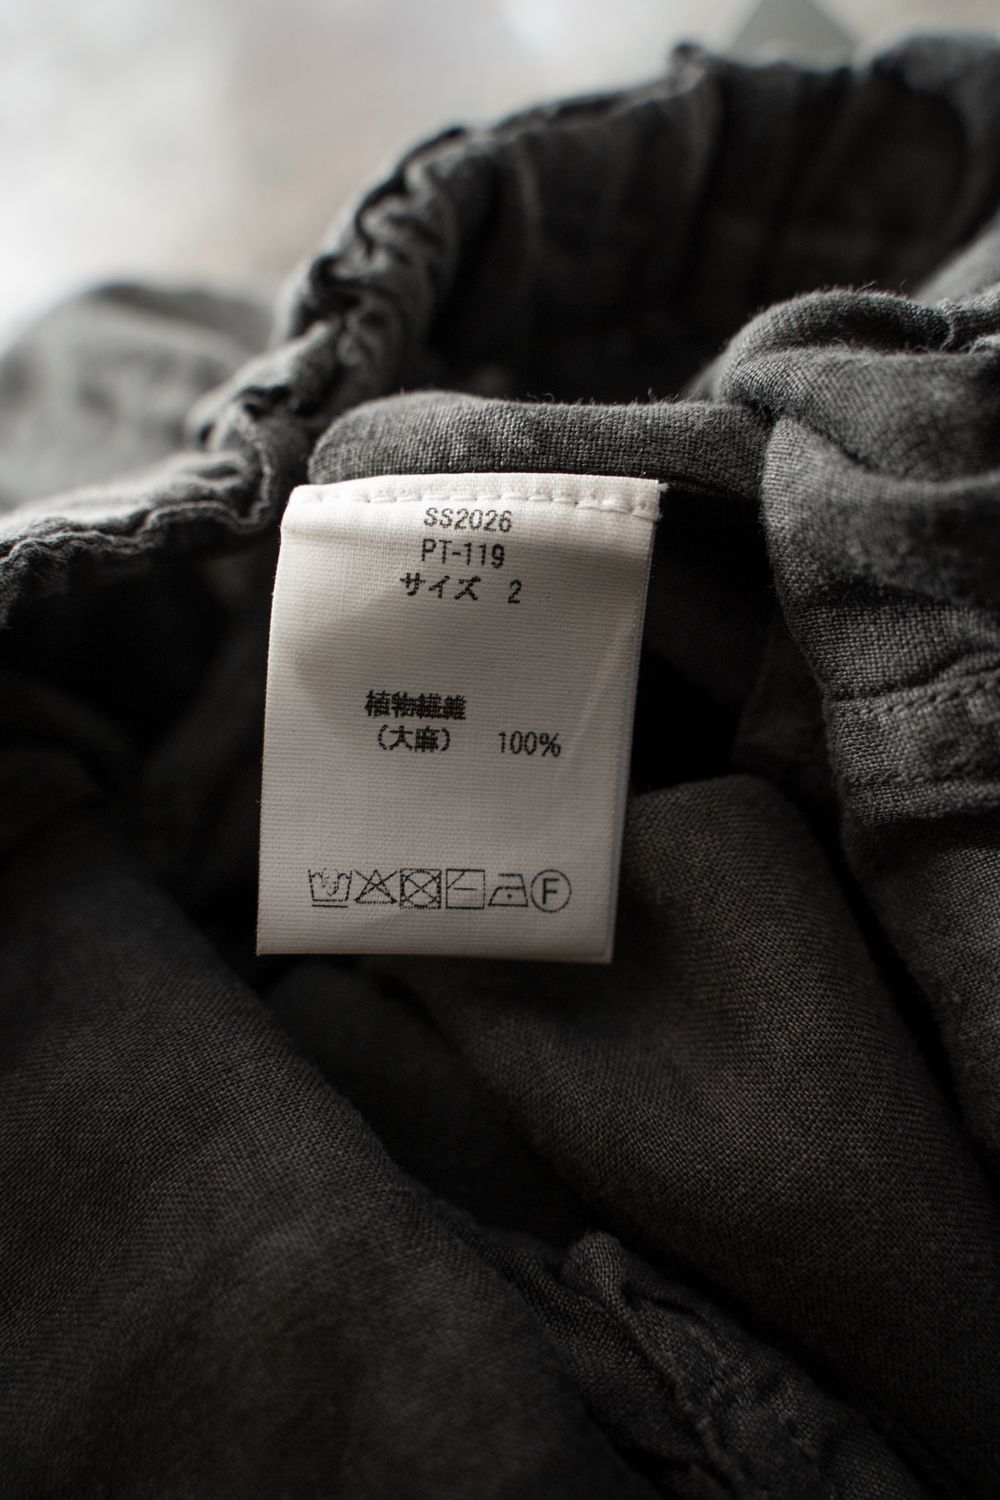 SS2026
PT-119
サイズ 2
植物繊維
（大麻） 100%
F